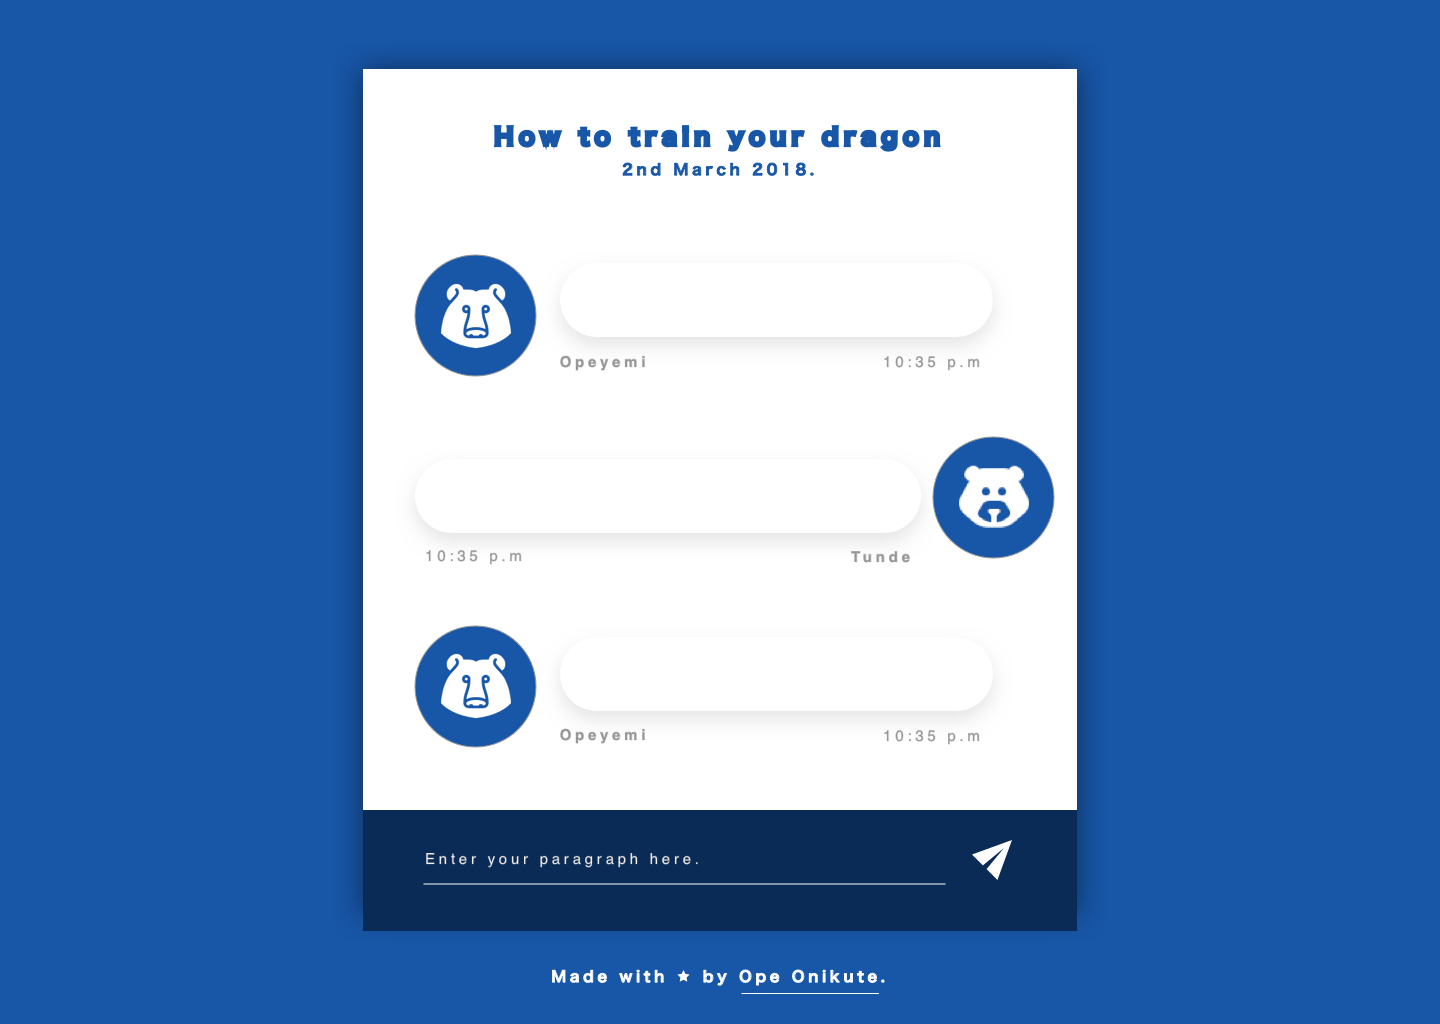 How to train your dragon
2nd March 2018.
Opeyemi 10:35 p.m
10:35 p.m Tunde
Opeyemi 10:35 p.m
Enter your paragraph here.
Made with ★ by Ope Onikute.